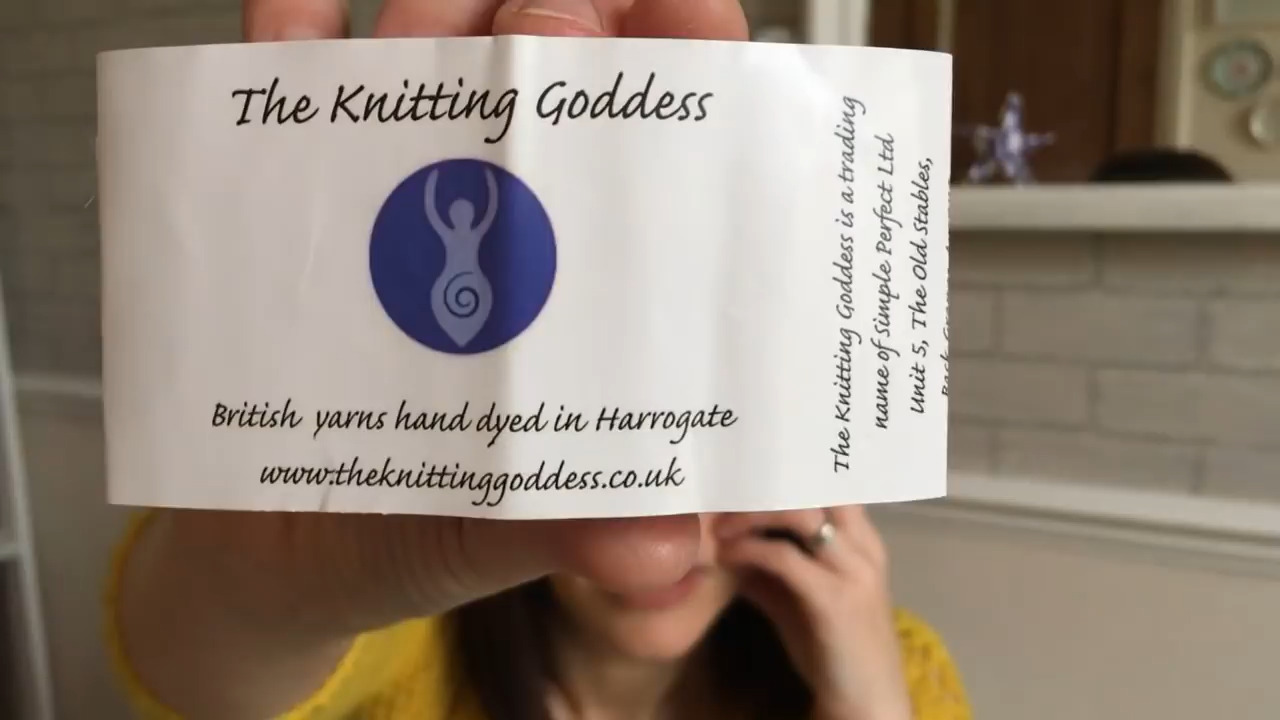 The Knitting Goddess
British yarns hand dyed in Harrogate
www.theknittinggoddess.co.uk
The Knitting Goddess is a trading
name of Simple Perfect Ltd
Unit 5, The Old Stables,